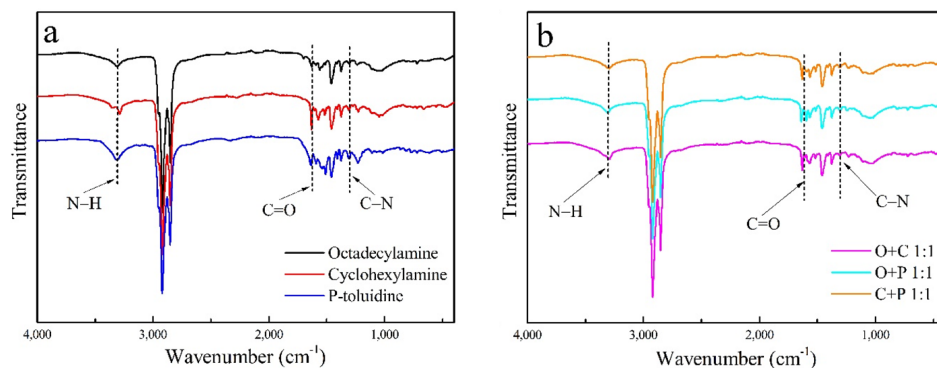 a
Transmittance
N−H
C=O
C−N
Octadecylamine
Cyclohexylamine
P-toluidine
4,000 3,000 2,000 1,000
Wavenumber (cm⁻¹)
b
Transmittance
N−H
C=O
C−N
O+C 1:1
O+P 1:1
C+P 1:1
4,000 3,000 2,000 1,000
Wavenumber (cm⁻¹)